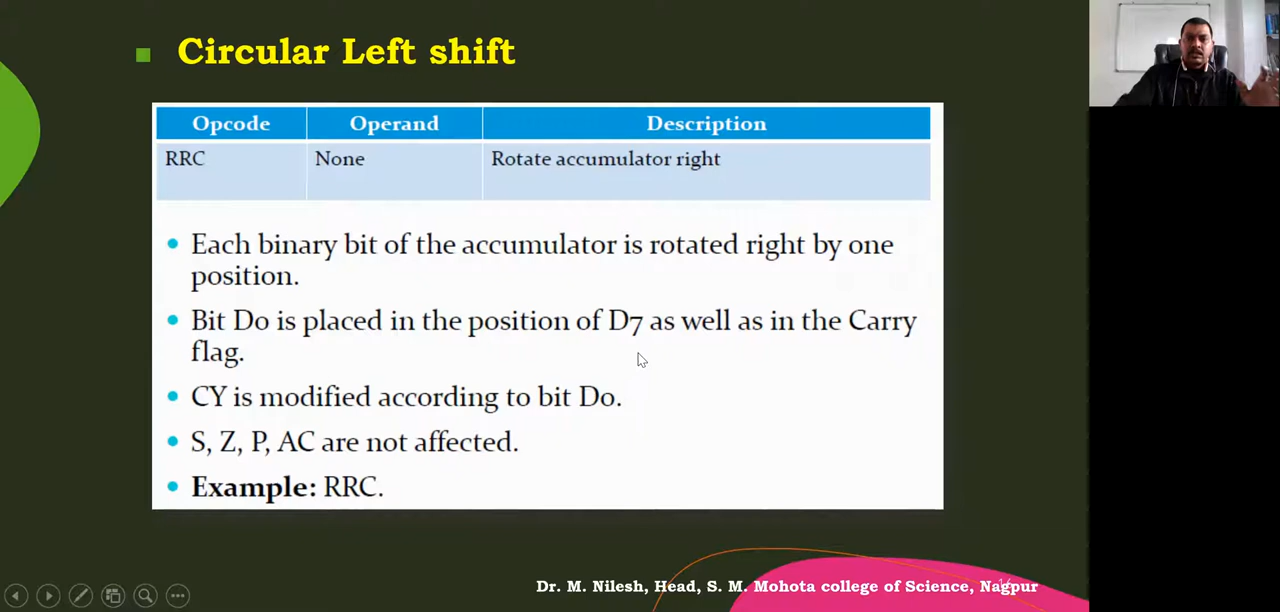 Circular Left shift
Opcode Operand Description
RRC None Rotate accumulator right
Each binary bit of the accumulator is rotated right by one
position.
Bit Do is placed in the position of D7 as well as in the Carry
flag.
CY is modified according to bit Do.
S, Z, P, AC are not affected.
Example: RRC.
Dr. M. Nilesh, Head, S. M. Mohota college of Science, Nagpur